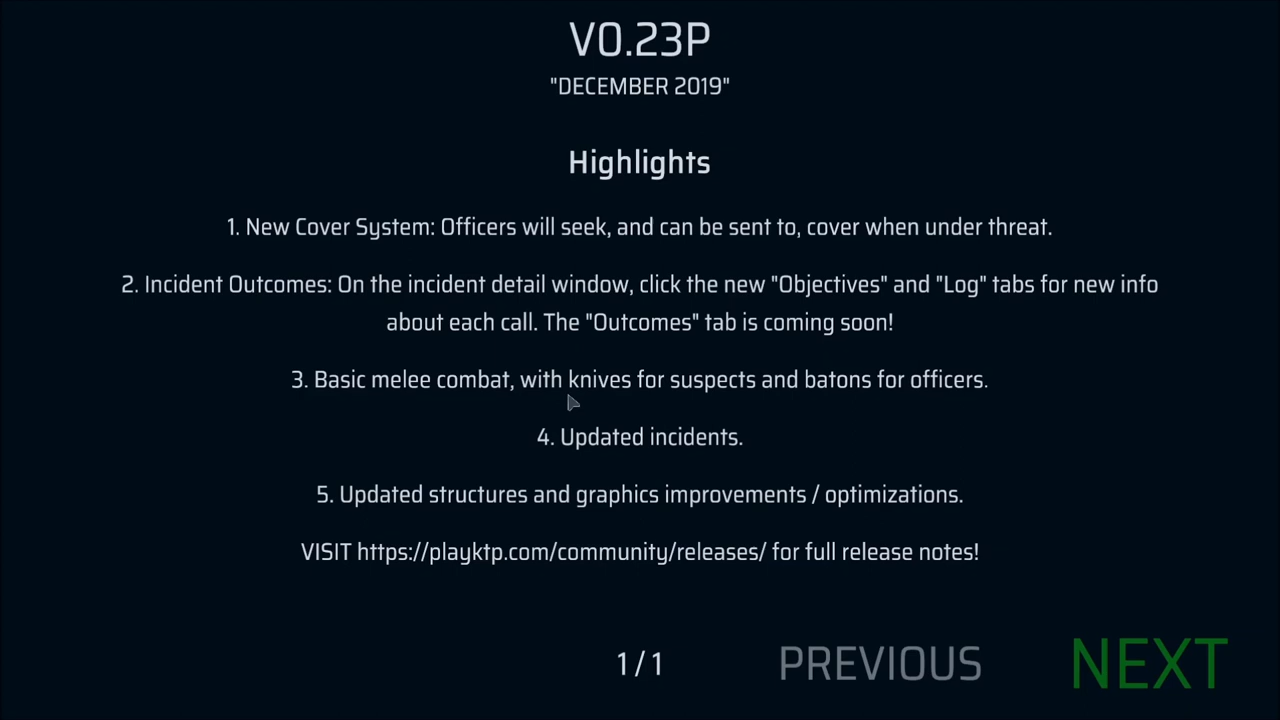 V0.23P
"DECEMBER 2019"
Highlights
1. New Cover System: Officers will seek, and can be sent to, cover when under threat.
2. Incident Outcomes: On the incident detail window, click the new "Objectives" and "Log" tabs for new info
about each call. The "Outcomes" tab is coming soon!
3. Basic melee combat, with knives for suspects and batons for officers.
4. Updated incidents.
5. Updated structures and graphics improvements / optimizations.
VISIT https://playktp.com/community/releases/ for full release notes!
1 / 1 PREVIOUS NEXT